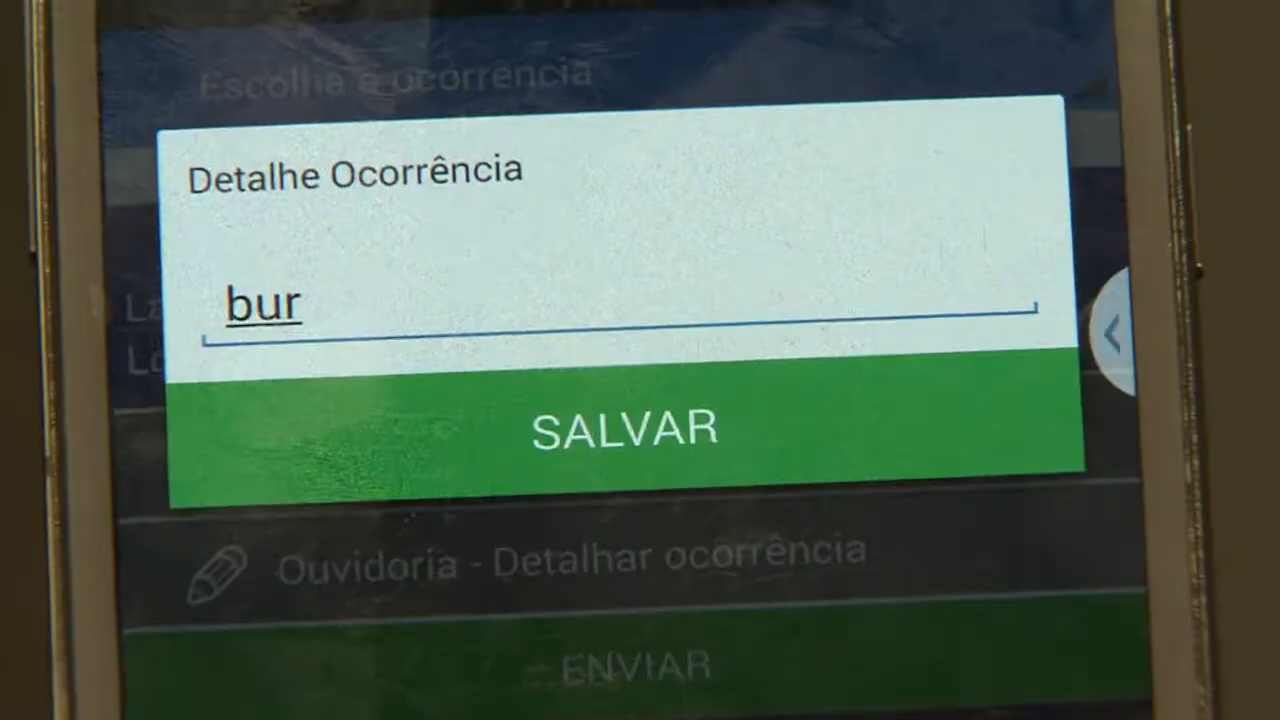 Escolha a ocorrência
Detalhe Ocorrência
bur
SALVAR
Ouvidoria - Detalhar ocorrência
ENVIAR